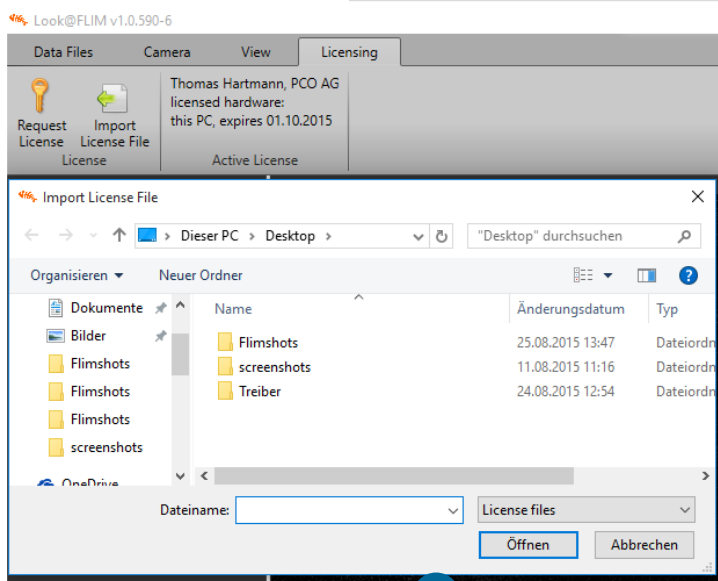 Look@FLIM v1.0.590-6
Data Files Camera View Licensing
Request License
Import License File
License
Thomas Hartmann, PCO AG
licensed hardware:
this PC, expires 01.10.2015
Active License
Import License File
Dieser PC > Desktop >
"Desktop" durchsuchen
Organisieren Neuer Ordner
Dokumente
Bilder
Flimshots
Flimshots
Flimshots
screenshots
OneDrive
Name Änderungsdatum Typ
Flimshots 25.08.2015 13:47 Dateiordn
screenshots 11.08.2015 11:16 Dateiordn
Treiber 24.08.2015 12:54 Dateiordn
Dateiname:
License files
Öffnen Abbrechen